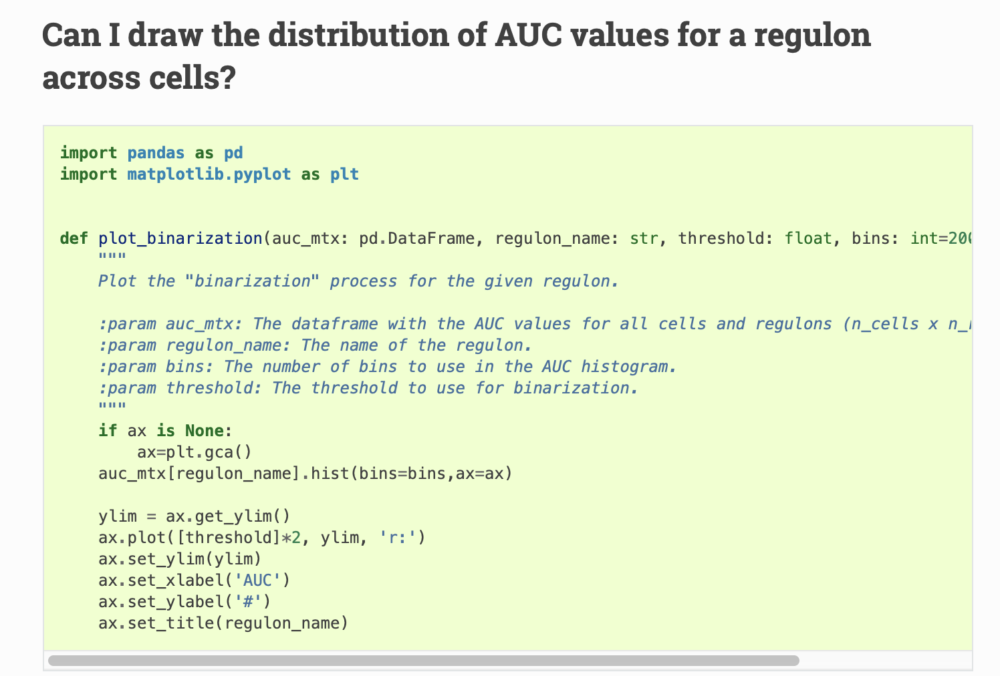 Can I draw the distribution of AUC values for a regulon
across cells?
import pandas as pd
import matplotlib.pyplot as plt
def plot_binarization(auc_mtx: pd.DataFrame, regulon_name: str, threshold: float, bins: int=200
    """
    Plot the "binarization" process for the given regulon.
    :param auc_mtx: The dataframe with the AUC values for all cells and regulons (n_cells x
    :param regulon_name: The name of the regulon.
    :param bins: The number of bins to use in the AUC histogram.
    :param threshold: The threshold to use for binarization.
    """
    if ax is None:
        ax=plt.gca()
    auc_mtx[regulon_name].hist(bins=bins,ax=ax)
    ylim = ax.get_ylim()
    ax.plot([threshold]*2, ylim, 'r:')
    ax.set_ylim(ylim)
    ax.set_xlabel('AUC')
    ax.set_ylabel('#')
    ax.set_title(regulon_name)